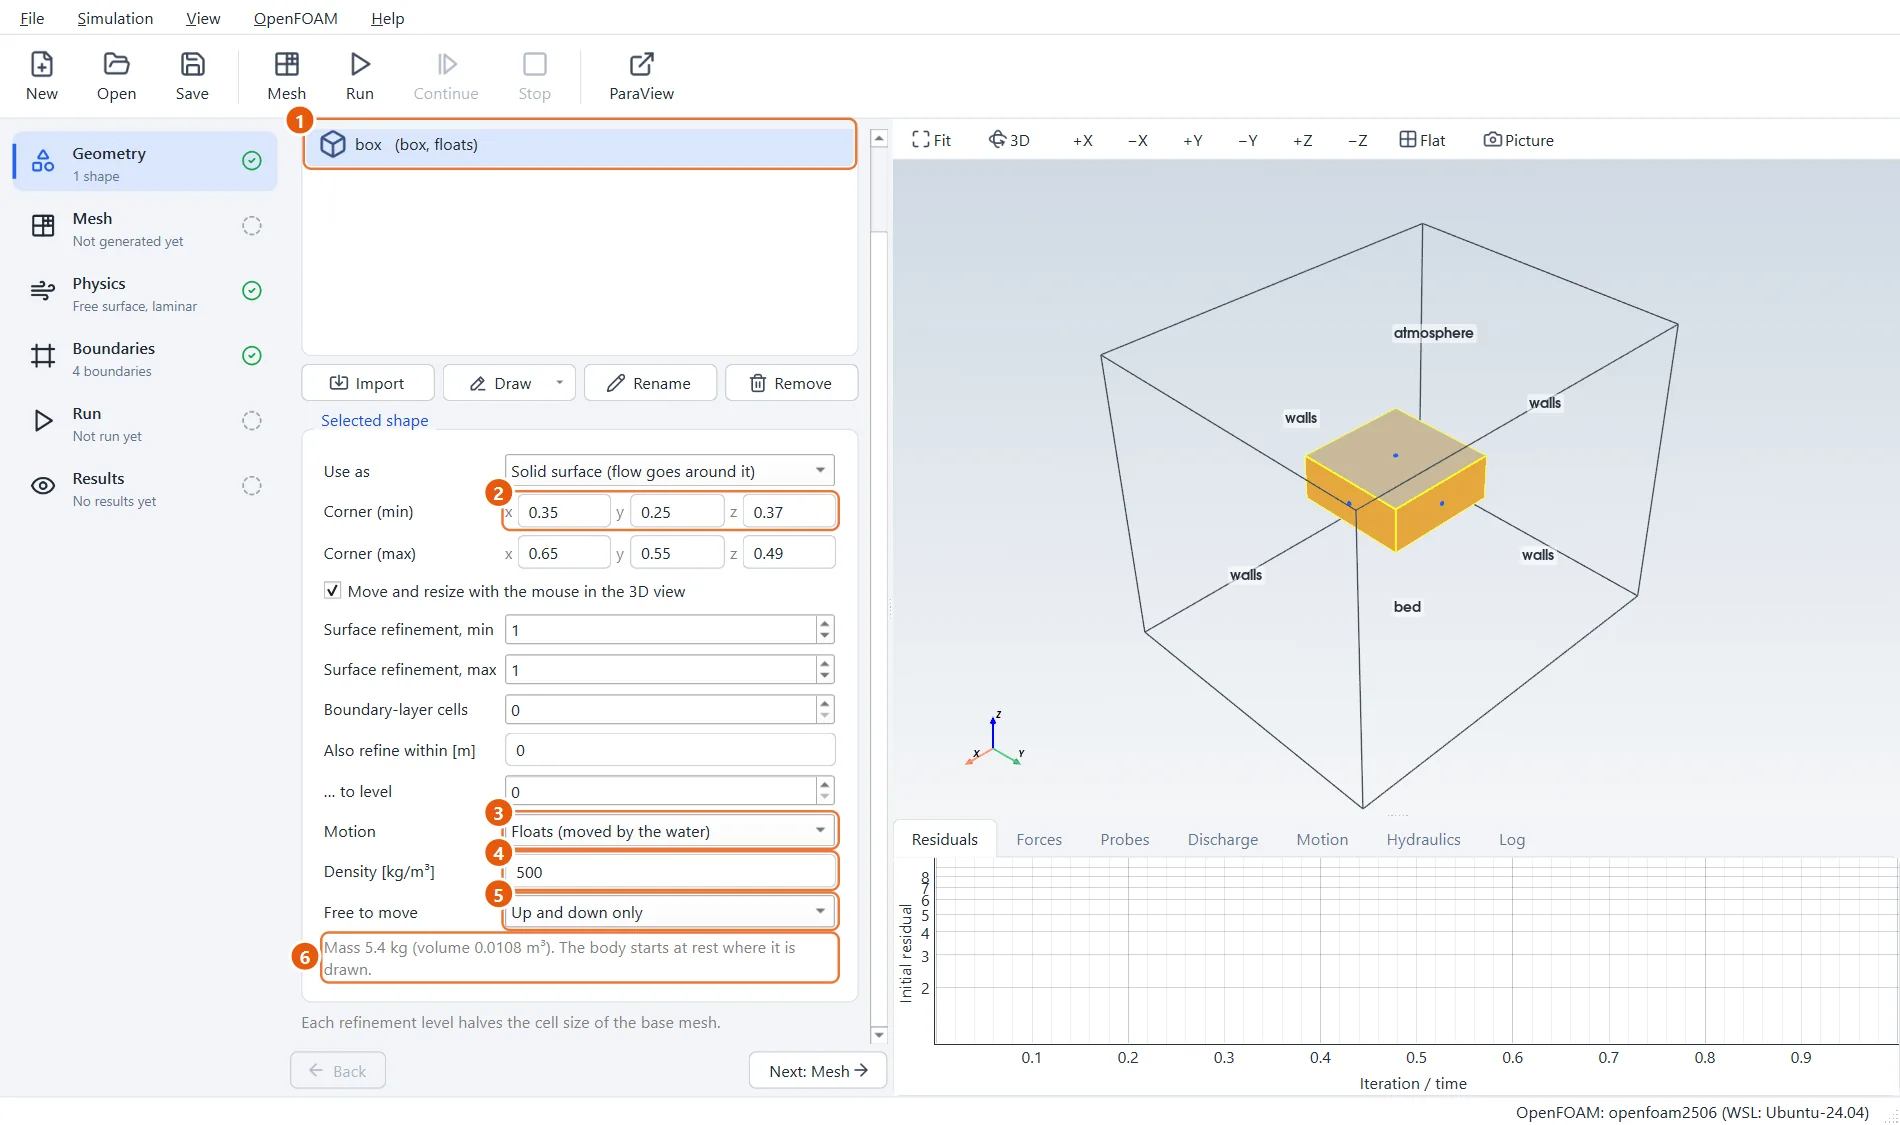 File Simulation View OpenFOAM Help
New Open Save Mesh Run Continue Stop ParaView
Geometry
1 shape
Mesh
Not generated yet
Physics
Free surface, laminar
Boundaries
4 boundaries
Run
Not run yet
Results
No results yet
1
box (box, floats)
Import Draw Rename Remove
Selected shape
Use as Solid surface (flow goes around it)
2
Corner (min) x 0.35 y 0.25 z 0.37
Corner (max) x 0.65 y 0.55 z 0.49
Move and resize with the mouse in the 3D view
Surface refinement, min 1
Surface refinement, max 1
Boundary-layer cells 0
Also refine within [m] 0
... to level 0
3
Motion Floats (moved by the water)
4
Density [kg/m³] 500
5
Free to move Up and down only
6
Mass 5.4 kg (volume 0.0108 m³). The body starts at rest where it is
drawn.
Each refinement level halves the cell size of the base mesh.
Back Next: Mesh
Fit 3D +X −X +Y −Y +Z −Z Flat Picture
atmosphere
walls
walls
walls
walls
bed
Z
X Y
Residuals Forces Probes Discharge Motion Hydraulics Log
8
7
6
5
4
3
2
Initial residual
0.1 0.2 0.3 0.4 0.5 0.6 0.7 0.8 0.9
Iteration / time
OpenFOAM: openfoam2506 (WSL: Ubuntu-24.04)